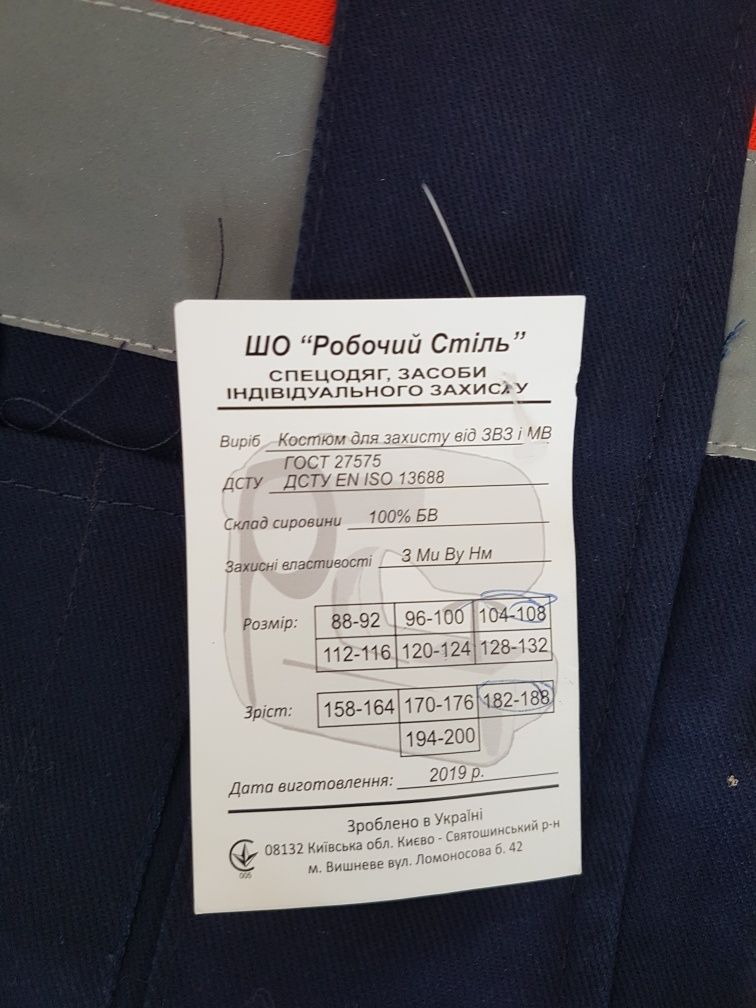 ШО “Робочий Стіль”
СПЕЦОДЯГ, ЗАСОБИ
ІНДІВІДУАЛЬНОГО ЗАХИСХУ
Виріб Костюм для захисту від ЗВЗ і МВ
ГОСТ 27575
ДСТУ ДСТУ EN ISO 13688
Склад сировини 100% БВ
Захисні властивості З Ми Ву Нм
Розмір: 88-92 96-100 104-108
112-116 120-124 128-132
Зріст: 158-164 170-176 182-188
194-200
Дата виготовлення: 2019 р.
Зроблено в Україні
08132 Київська обл. Києво - Святошинський р-н
м. Вишневе вул. Ломоносова б. 42
005